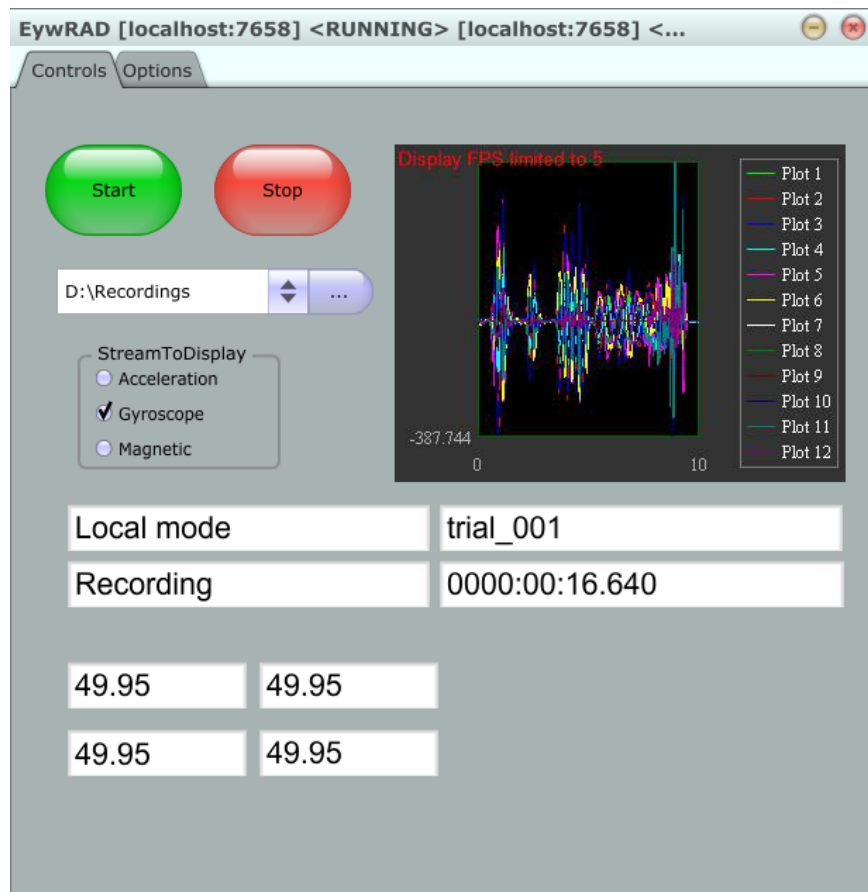 EywRAD [localhost:7658] <RUNNING> [localhost:7658] <...
Controls Options
Start Stop
D:\Recordings ...
StreamToDisplay
Acceleration
Gyroscope
Magnetic
Display FPS limited to 5
-387.744
0 10
Plot 1
Plot 2
Plot 3
Plot 4
Plot 5
Plot 6
Plot 7
Plot 8
Plot 9
Plot 10
Plot 11
Plot 12
Local mode trial_001
Recording 0000:00:16.640
49.95 49.95
49.95 49.95